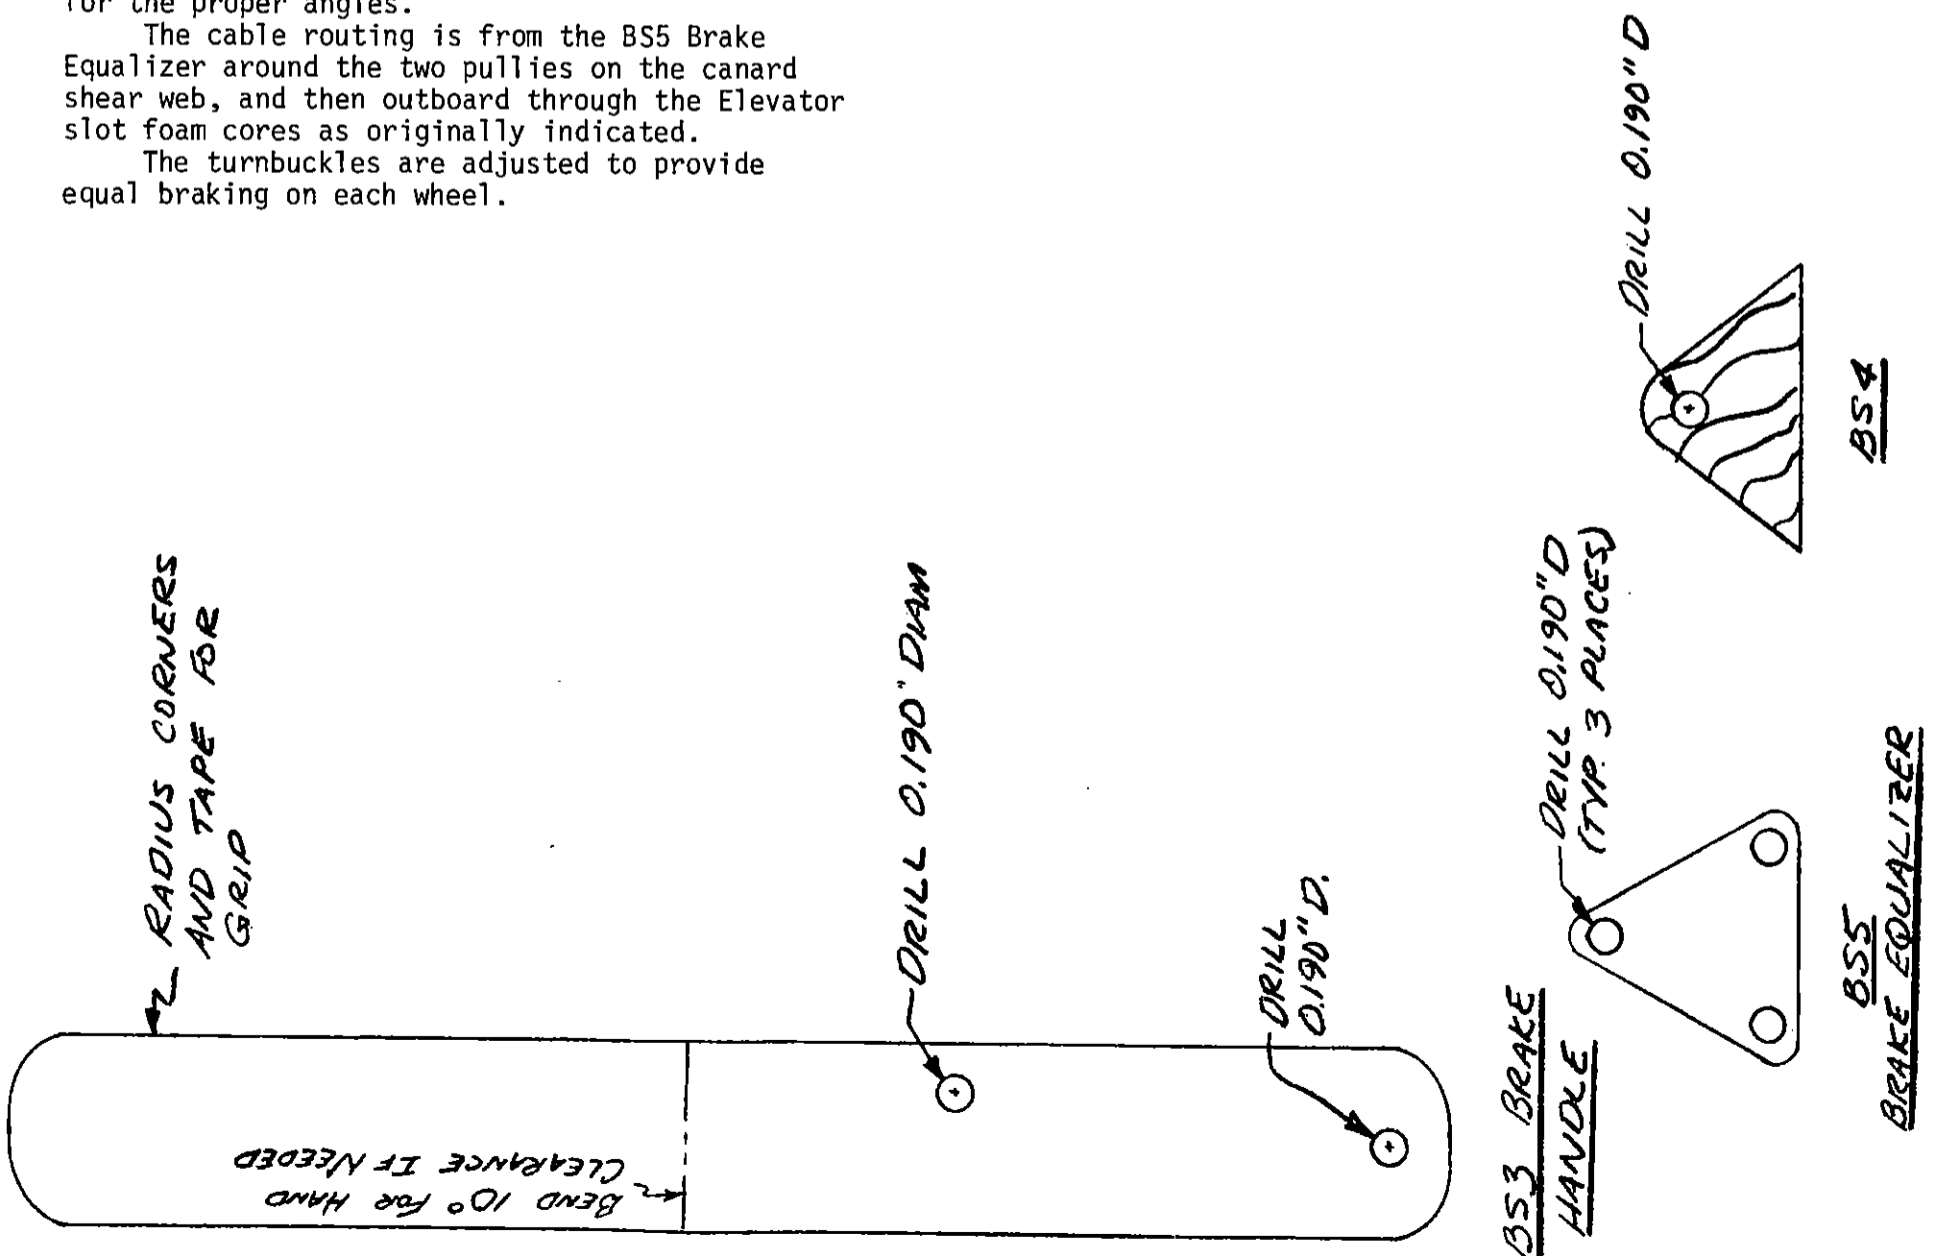 for the proper angles.
The cable routing is from the BS5 Brake
Equalizer around the two pullies on the canard
shear web, and then outboard through the Elevator
slot foam cores as originally indicated.
The turnbuckles are adjusted to provide
equal braking on each wheel.
RADIUS CORNERS
AND TAPE FOR
GRIP
DRILL 0.190" DIAM
DRILL
0.190" D.
BEND 10° FOR HAND
CLEARANCE IF NEEDED
BS3 BRAKE
HANDLE
DRILL 0.190" D
(TYP. 3 PLACES)
BS5
BRAKE EQUALIZER
DRILL 0.190" D
BS4